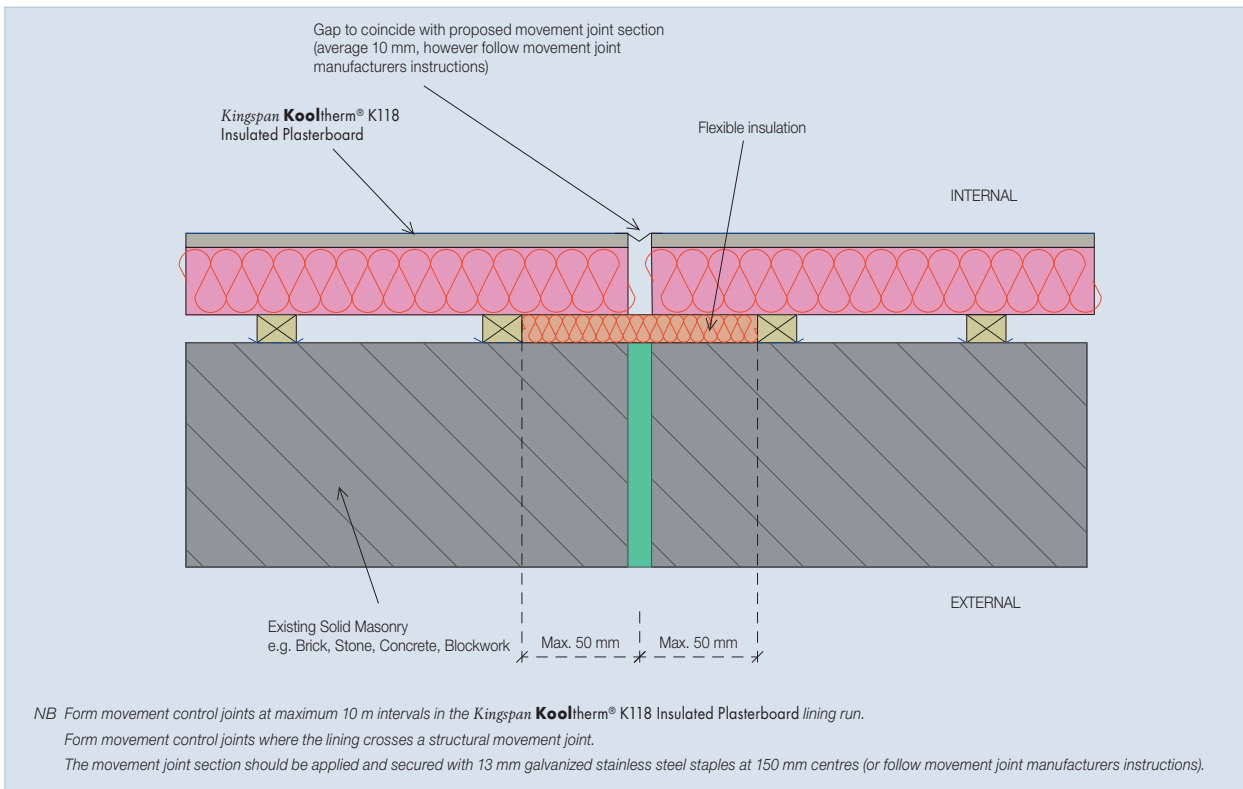 Gap to coincide with proposed movement joint section
(average 10 mm, however follow movement joint
manufacturers instructions)
Kingspan Kooltherm® K118
Insulated Plasterboard
Flexible insulation
INTERNAL
EXTERNAL
Existing Solid Masonry
e.g. Brick, Stone, Concrete, Blockwork
Max. 50 mm
Max. 50 mm
NB Form movement control joints at maximum 10 m intervals in the Kingspan Kooltherm® K118 Insulated Plasterboard lining run.
Form movement control joints where the lining crosses a structural movement joint.
The movement joint section should be applied and secured with 13 mm galvanized stainless steel staples at 150 mm centres (or follow movement joint manufacturers instructions).